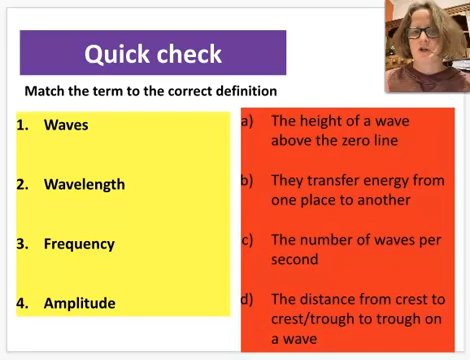 Quick check
Match the term to the correct definition
1. Waves
2. Wavelength
3. Frequency
4. Amplitude
a) The height of a wave
above the zero line
b) They transfer energy from
one place to another
c) The number of waves per
second
d) The distance from crest to
crest/trough to trough on
a wave